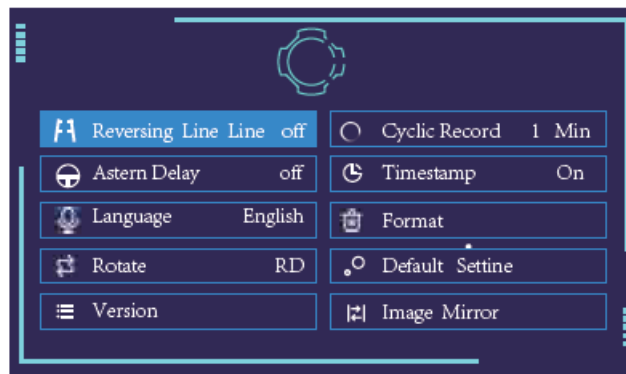 Reversing Line Line off
Astern Delay off
Language English
Rotate RD
Version
Cyclic Record 1 Min
Timestamp On
Format
Default Settine
Image Mirror